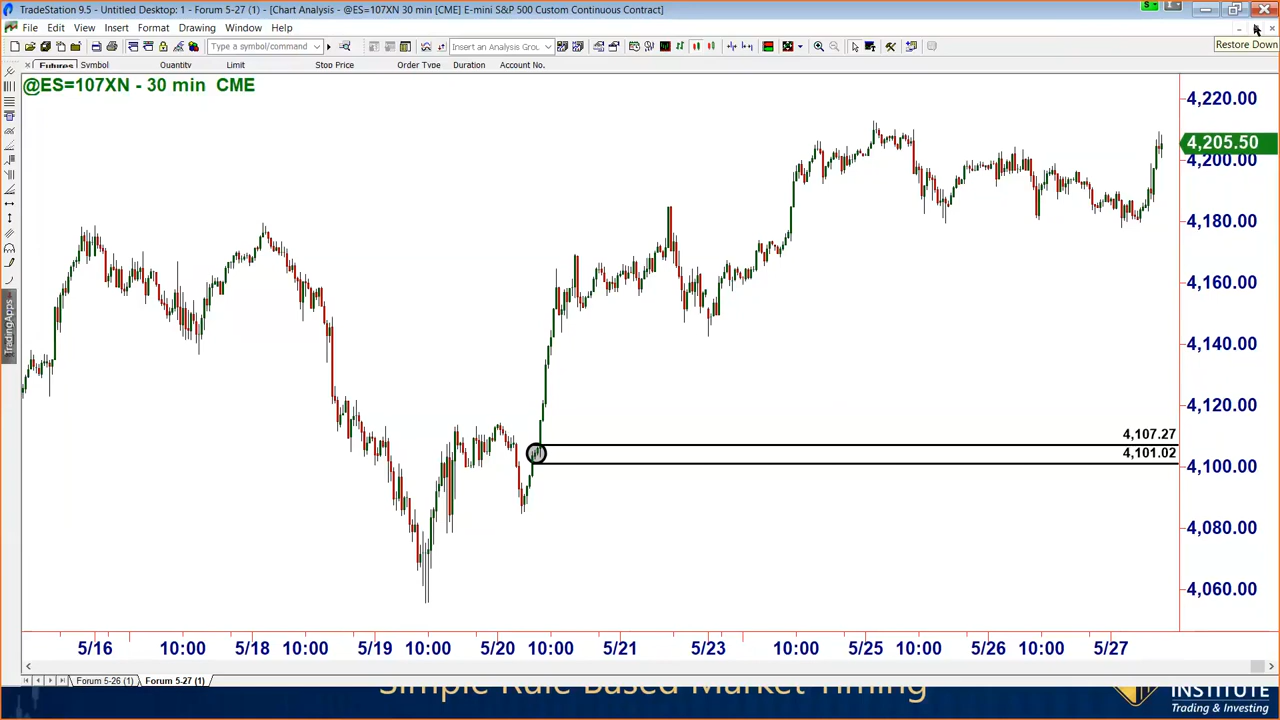 TradeStation 9.5 - Untitled Desktop: 1 - Forum 5-27 (1) - [Chart Analysis - @ES=107XN 30 min [CME] E-mini S&P 500 Custom Continuous Contract]
File Edit View Insert Format Drawing Window Help
Type a symbol/command
Insert an Analysis Grou
Restore Down
Futures Symbol Quantity Limit Stop Price Order Type Duration Account No.
@ES=107XN - 30 min CME
4,220.00
4,205.50
4,200.00
4,180.00
4,160.00
4,140.00
4,120.00
4,107.27
4,101.02
4,100.00
4,080.00
4,060.00
TradingApps
5/16 10:00 5/18 10:00 5/19 10:00 5/20 10:00 5/21 5/23 10:00 5/25 10:00 5/26 10:00 5/27
Forum 5-26 (1) Forum 5-27 (1)
Simple Rule Based Market Timing
INSTITUTE
Trading & Investing